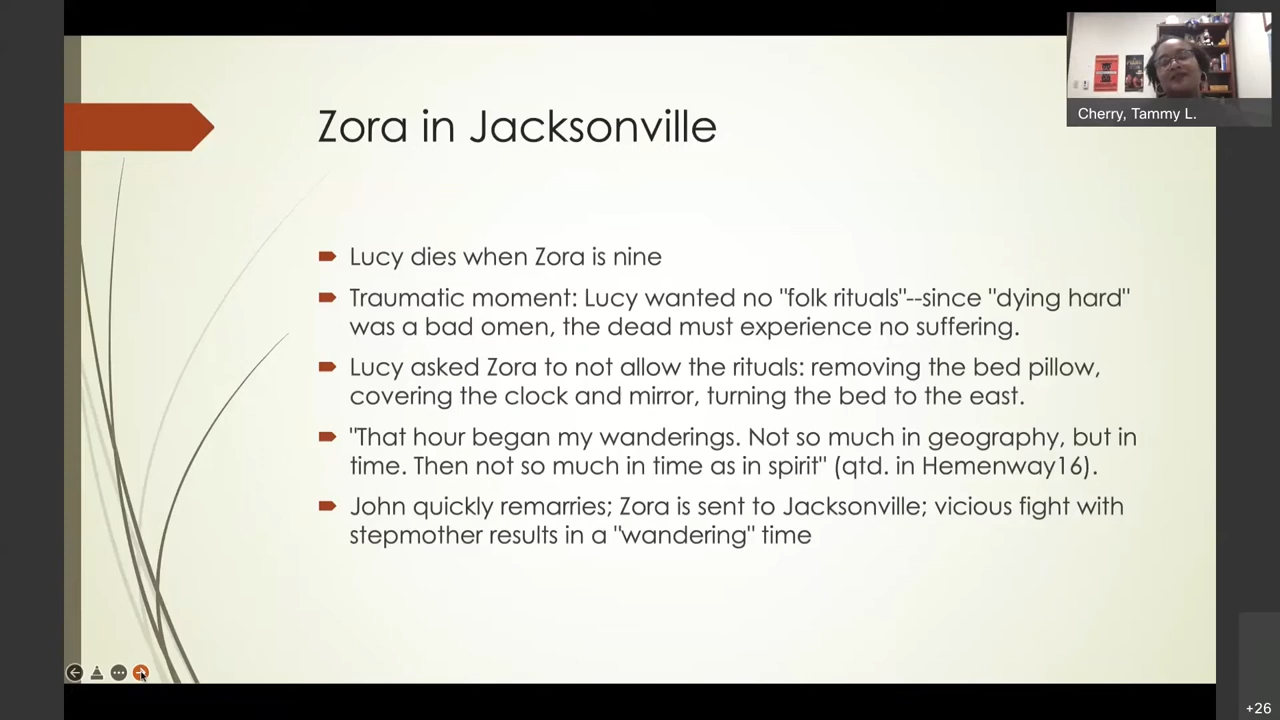 Cherry, Tammy L.
Zora in Jacksonville
Lucy dies when Zora is nine
Traumatic moment: Lucy wanted no "folk rituals"--since "dying hard"
was a bad omen, the dead must experience no suffering.
Lucy asked Zora to not allow the rituals: removing the bed pillow,
covering the clock and mirror, turning the bed to the east.
"That hour began my wanderings. Not so much in geography, but in
time. Then not so much in time as in spirit" (qtd. in Hemenway16).
John quickly remarries; Zora is sent to Jacksonville; vicious fight with
stepmother results in a "wandering" time
+26